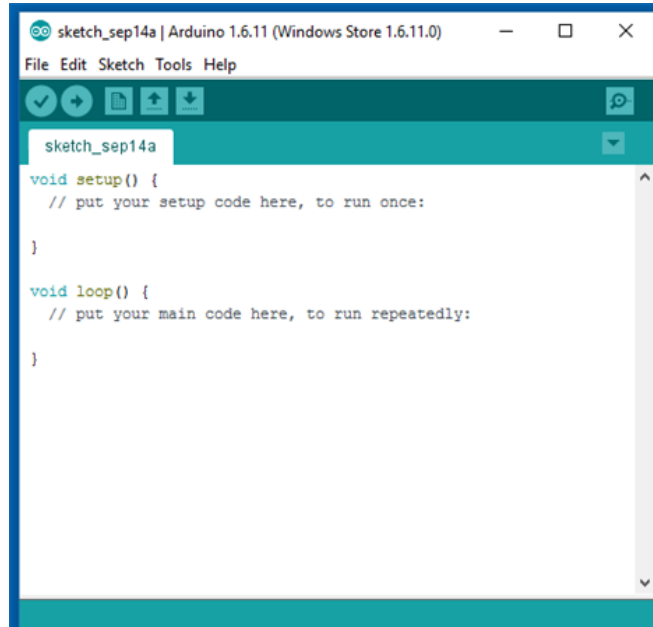 sketch_sep14a | Arduino 1.6.11 (Windows Store 1.6.11.0)
File Edit Sketch Tools Help
sketch_sep14a
void setup() {
  // put your setup code here, to run once:

}

void loop() {
  // put your main code here, to run repeatedly:

}